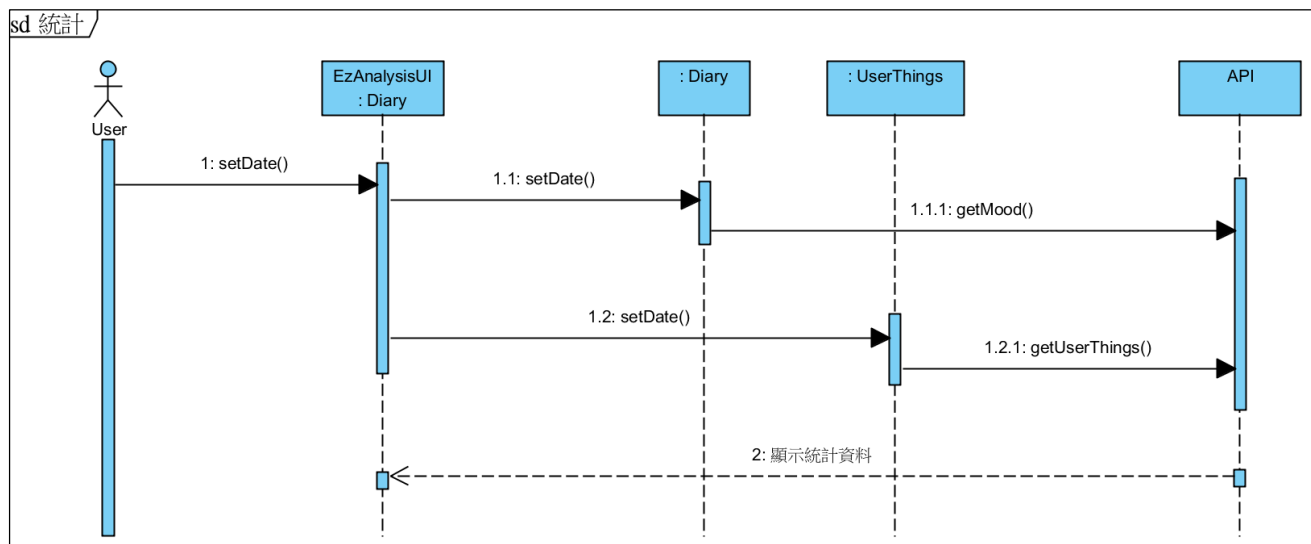 sd 統計
EzAnalysisUI
: Diary
: Diary
: UserThings
API
User
1: setDate()
1.1: setDate()
1.1.1: getMood()
1.2: setDate()
1.2.1: getUserThings()
2: 顯示統計資料